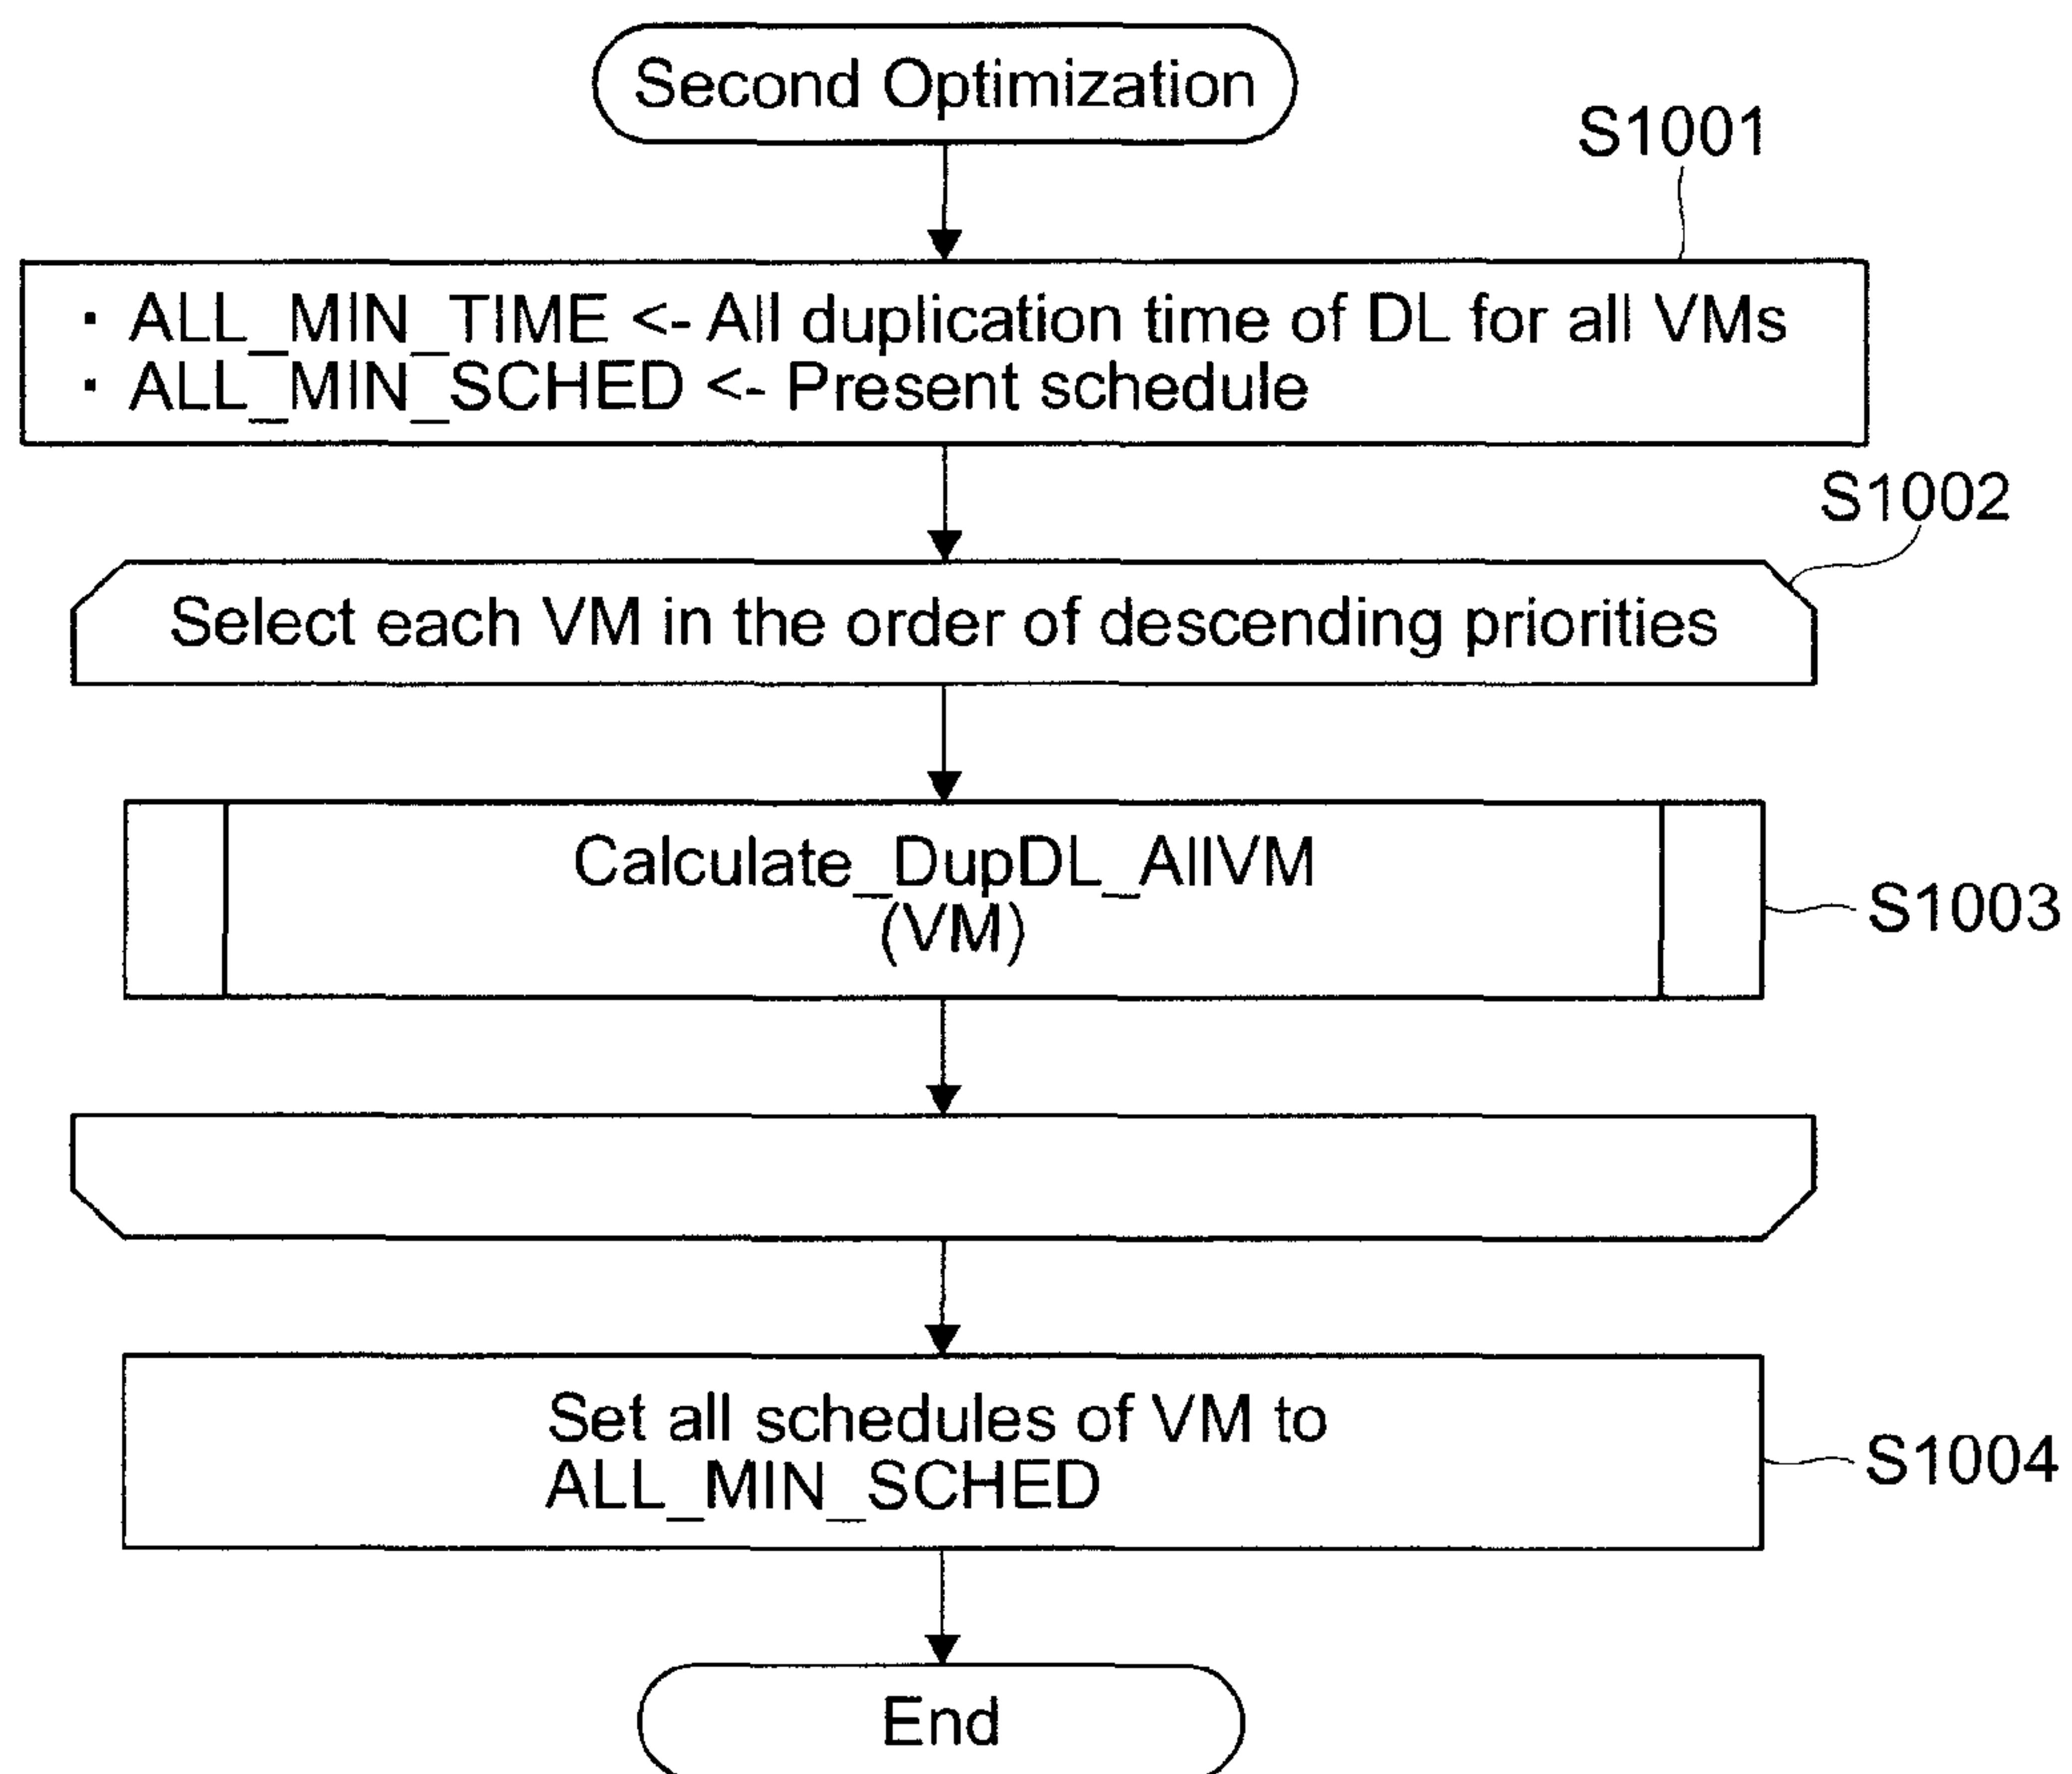 Second Optimization
S1001
· ALL_MIN_TIME <- All duplication time of DL for all VMs
· ALL_MIN_SCHED <- Present schedule
S1002
Select each VM in the order of descending priorities
Calculate_DupDL_AllVM
(VM)
S1003
Set all schedules of VM to
ALL_MIN_SCHED
S1004
End